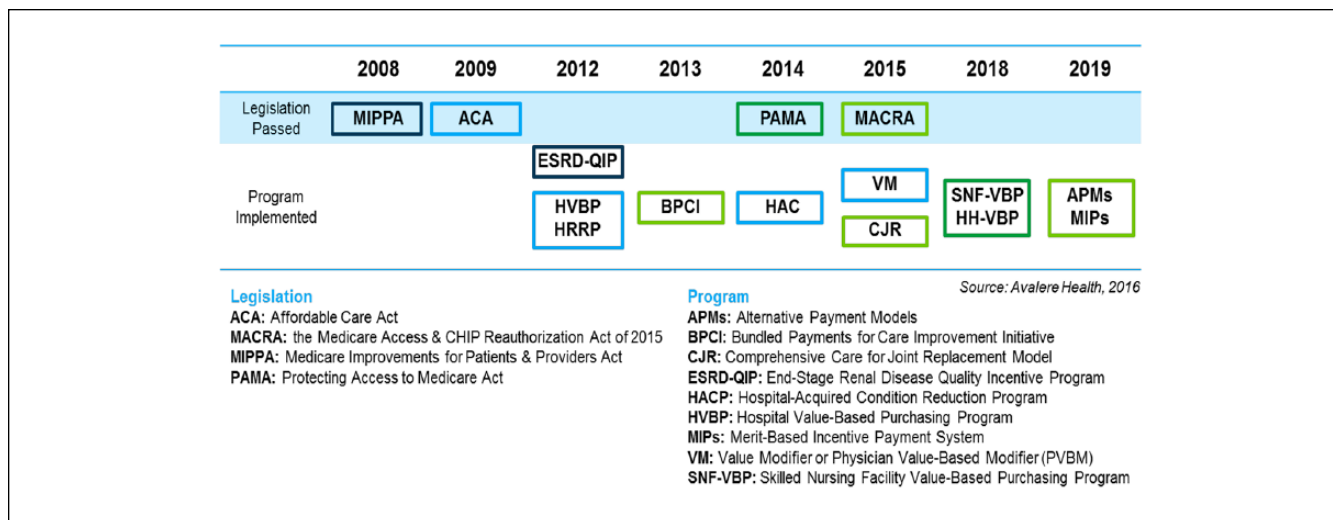 2008 2009 2012 2013 2014 2015 2018 2019
Legislation
Passed
MIPPA ACA PAMA MACRA
Program
Implemented
ESRD-QIP
HVBP
HRRP
BPCI
HAC
VM
CJR
SNF-VBP
HH-VBP
APMs
MIPs
Source: Avalere Health, 2016
Legislation
ACA: Affordable Care Act
MACRA: the Medicare Access & CHIP Reauthorization Act of 2015
MIPPA: Medicare Improvements for Patients & Providers Act
PAMA: Protecting Access to Medicare Act
Program
APMs: Alternative Payment Models
BPCI: Bundled Payments for Care Improvement Initiative
CJR: Comprehensive Care for Joint Replacement Model
ESRD-QIP: End-Stage Renal Disease Quality Incentive Program
HACP: Hospital-Acquired Condition Reduction Program
HVBP: Hospital Value-Based Purchasing Program
MIPs: Merit-Based Incentive Payment System
VM: Value Modifier or Physician Value-Based Modifier (PVBM)
SNF-VBP: Skilled Nursing Facility Value-Based Purchasing Program